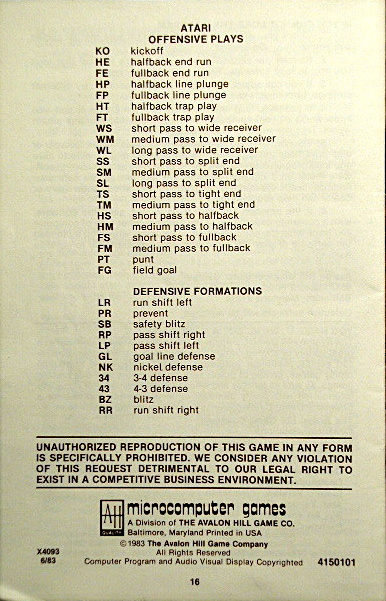 ATARI
OFFENSIVE PLAYS
KO kickoff
HE halfback end run
FE fullback end run
HP halfback line plunge
FP fullback line plunge
HT halfback trap play
FT fullback trap play
WS short pass to wide receiver
WM medium pass to wide receiver
WL long pass to wide receiver
SS short pass to split end
SM medium pass to split end
SL long pass to split end
TS short pass to tight end
TM medium pass to tight end
HS short pass to halfback
HM medium pass to halfback
FS short pass to fullback
FM medium pass to fullback
PT punt
FG field goal
DEFENSIVE FORMATIONS
LR run shift left
PR prevent
SB safety blitz
RP pass shift right
LP pass shift left
GL goal line defense
NK nickel defense
34 3-4 defense
43 4-3 defense
BZ blitz
RR run shift right
UNAUTHORIZED REPRODUCTION OF THIS GAME IN ANY FORM
IS SPECIFICALLY PROHIBITED. WE CONSIDER ANY VIOLATION
OF THIS REQUEST DETRIMENTAL TO OUR LEGAL RIGHT TO
EXIST IN A COMPETITIVE BUSINESS ENVIRONMENT.
AH QUALITY microcomputer games
A Division of THE AVALON HILL GAME CO.
Baltimore, Maryland Printed in USA
© 1983 The Avalon Hill Game Company
X4093 All Rights Reserved
6/83 Computer Program and Audio Visual Display Copyrighted 4150101
16